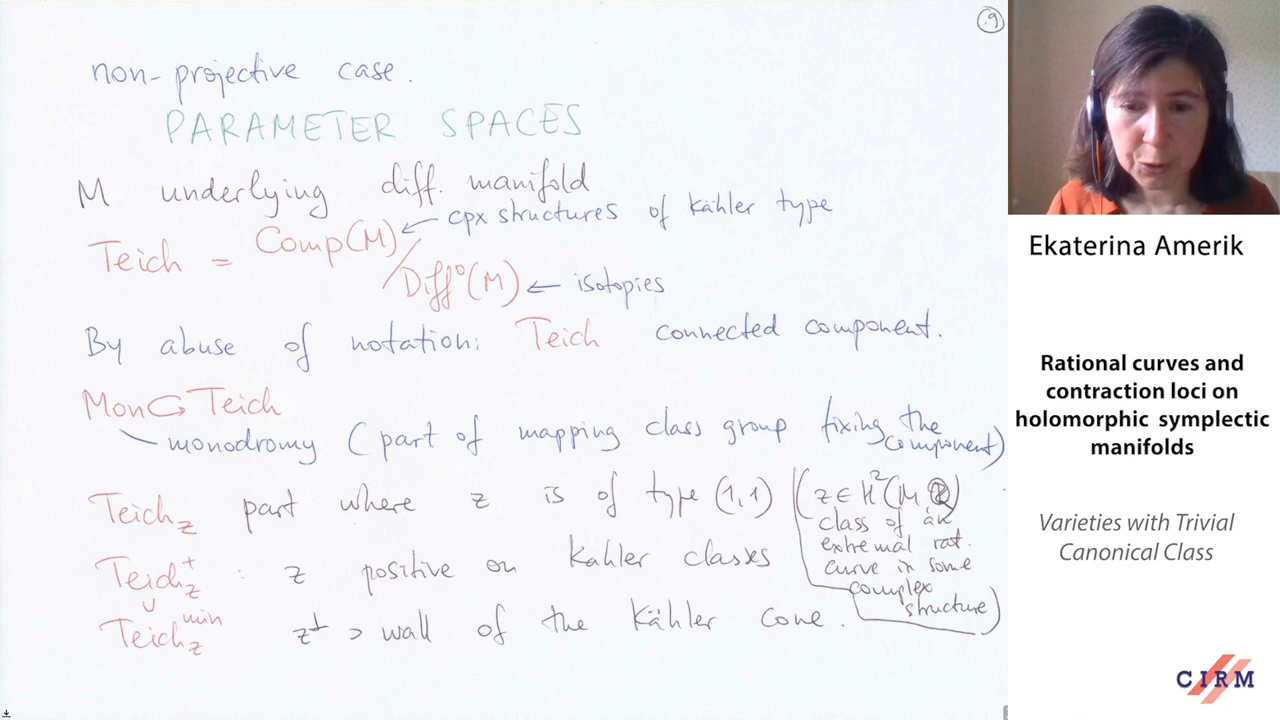 9
non-projective case.
PARAMETER SPACES
M underlying diff. manifold
Teich = Comp(M) ← cpx structures of Kähler type
/ Diff⁰(M) ← isotopies
By abuse of notation: Teich connected component.
Mon ⟳ Teich
monodromy (part of mapping class group fixing the component)
Teich_z part where z is of type (1,1) (z ∈ H²(M, Q)
class of an
extremal rat.
curve in some
complex
structure)
Teich_z^+ : z positive on Kahler classes
∪
Teich_z^min z^⊥ > wall of the Kähler cone.
Ekaterina Amerik
Rational curves and
contraction loci on
holomorphic symplectic
manifolds
Varieties with Trivial
Canonical Class
CIRM